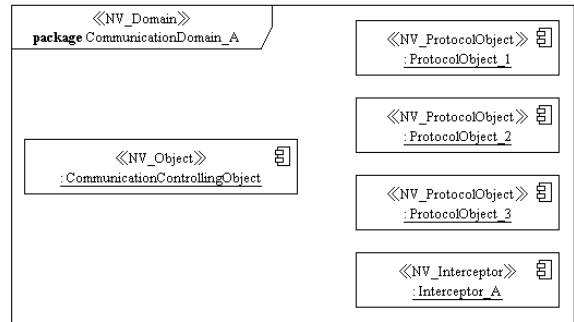 ≪NV_Domain≫
package CommunicationDomain_A
≪NV_ProtocolObject≫
: ProtocolObject_1
≪NV_ProtocolObject≫
: ProtocolObject_2
≪NV_Object≫
: CommunicationControllingObject
≪NV_ProtocolObject≫
: ProtocolObject_3
≪NV_Interceptor≫
: Interceptor_A